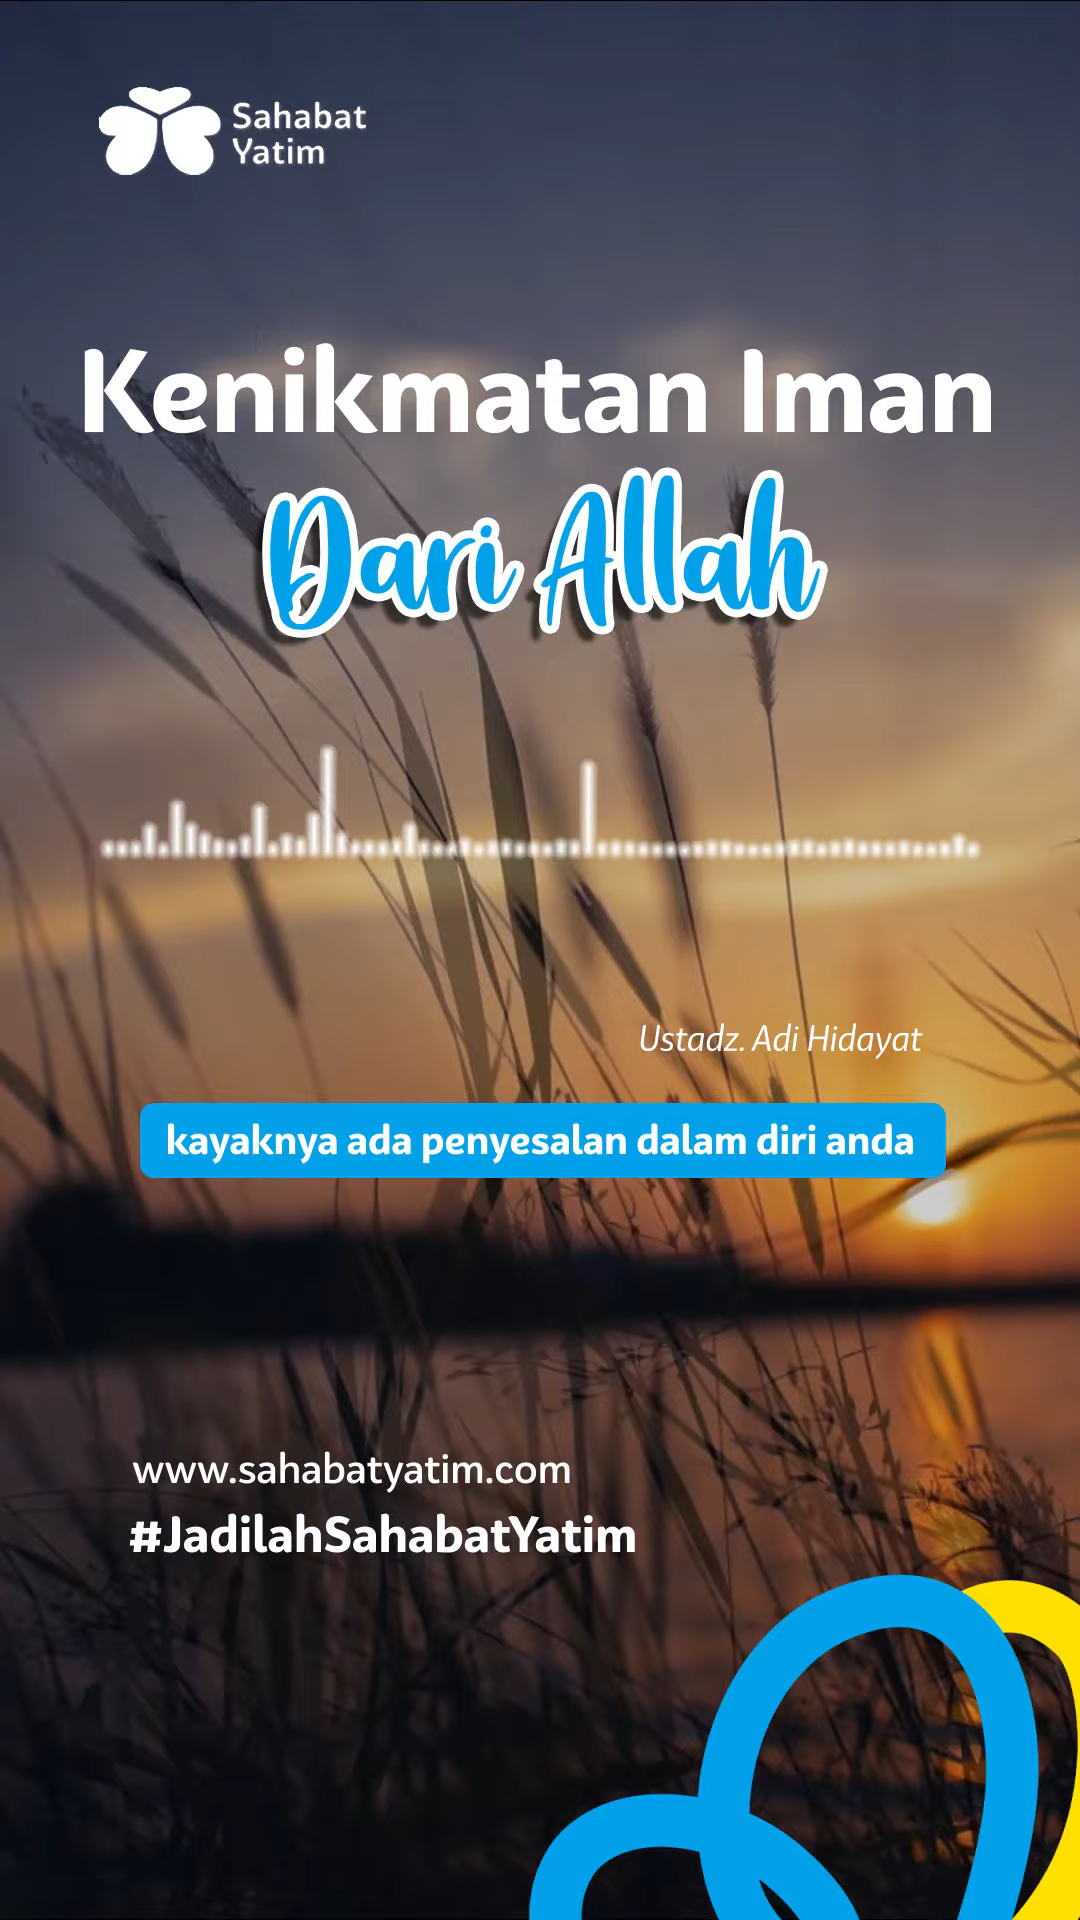 Sahabat
Yatim
Kenikmatan Iman
Dari Allah
Ustadz. Adi Hidayat
kayaknya ada penyesalan dalam diri anda
www.sahabatyatim.com
#JadilahSahabatYatim